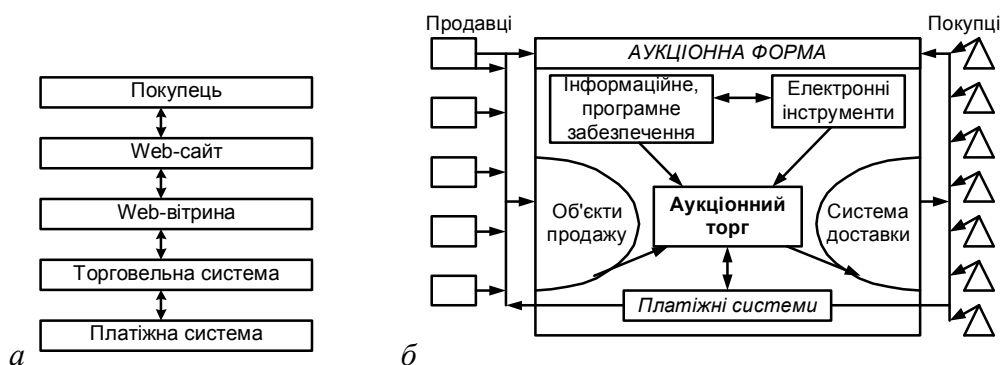 Покупець
Web-сайт
Web-вітрина
Торговельна система
Платіжна система
а
Продавці
Покупці
АУКЦІОННА ФОРМА
Інформаційне,
програмне
забезпечення
Електронні
інструменти
Об'єкти
продажу
Аукціонний
торг
Система
доставки
Платіжні системи
б